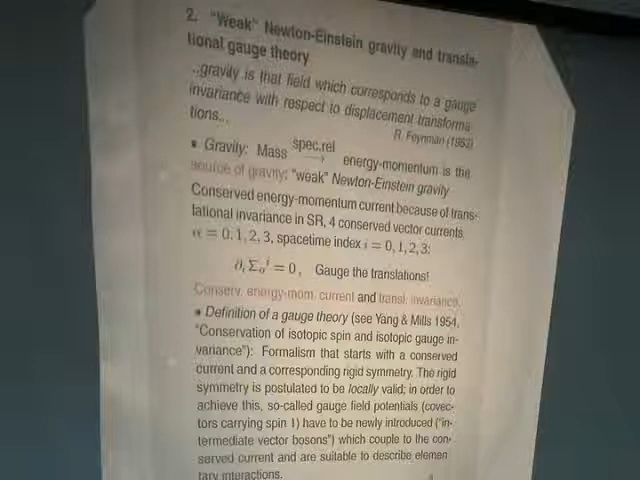 2. "Weak" Newton-Einstein gravity and transla-
tional gauge theory
...gravity is that field which corresponds to a gauge
invariance with respect to displacement transforma-
tions...
R. Feynman (1963)
• Gravity: Mass spec.rel → energy-momentum is the
source of gravity: "weak" Newton-Einstein gravity
Conserved energy-momentum current because of trans-
lational invariance in SR, 4 conserved vector currents
α = 0, 1, 2, 3, spacetime index i = 0, 1, 2, 3:
∂ᵢ Σαⁱ = 0, Gauge the translations!
Conserv. energy-mom. current and transl. invariance.
• Definition of a gauge theory (see Yang & Mills 1954,
"Conservation of isotopic spin and isotopic gauge in-
variance"): Formalism that starts with a conserved
current and a corresponding rigid symmetry. The rigid
symmetry is postulated to be locally valid; in order to
achieve this, so-called gauge field potentials (covec-
tors carrying spin 1) have to be newly introduced ("in-
termediate vector bosons") which couple to the con-
served current and are suitable to describe elemen
tary interactions.